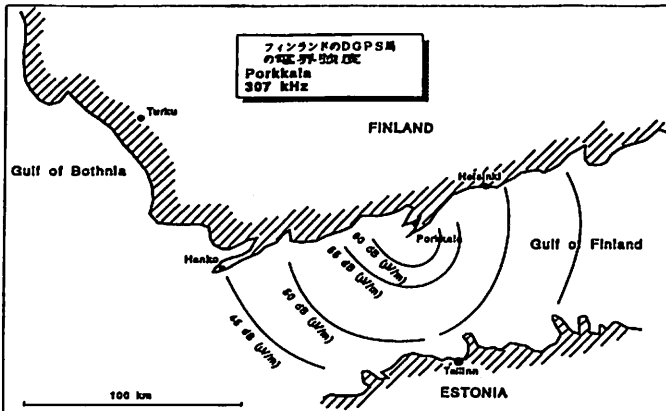 フィンランドのDGPS局
の電界強度
Porkkala
307 kHz
Turku
FINLAND
Gulf of Bothnia
Helsinki
Porkkala
Gulf of Finland
Hanko
60 dB (µV/m)
55 dB (µV/m)
50 dB (µV/m)
45 dB (µV/m)
Tallinn
ESTONIA
100 km